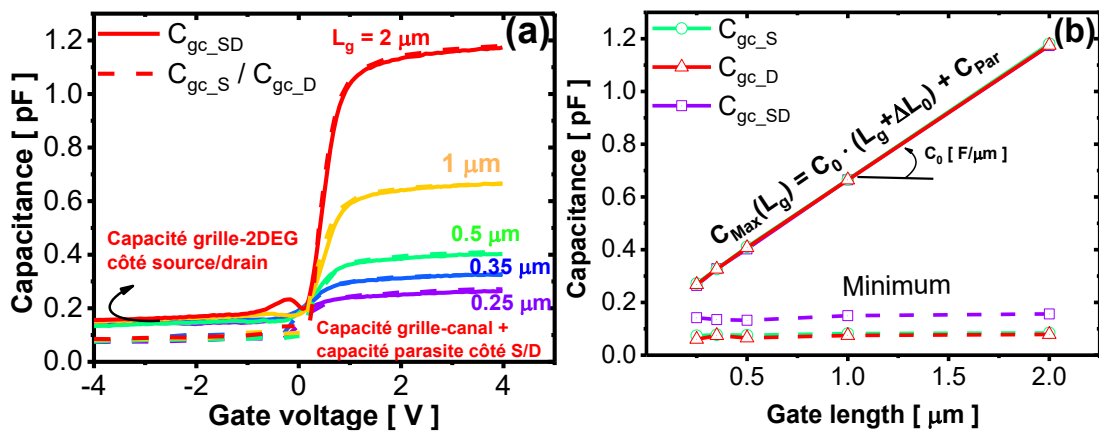 (a)
C_gc_SD
C_gc_S / C_gc_D
L_g = 2 μm
1 μm
0.5 μm
0.35 μm
0.25 μm
Capacité grille-2DEG
côté source/drain
Capacité grille-canal +
capacité parasite côté S/D
Capacitance [ pF ]
1.2
1.0
0.8
0.6
0.4
0.2
0.0
-4
-2
0
2
4
Gate voltage [ V ]
(b)
C_gc_S
C_gc_D
C_gc_SD
C_Max(L_g) = C_0 · (L_g+ΔL_0) + C_Par
C_0 [ F/μm ]
Minimum
Capacitance [ pF ]
1.2
1.0
0.8
0.6
0.4
0.2
0.0
0.5
1.0
1.5
2.0
Gate length [ μm ]